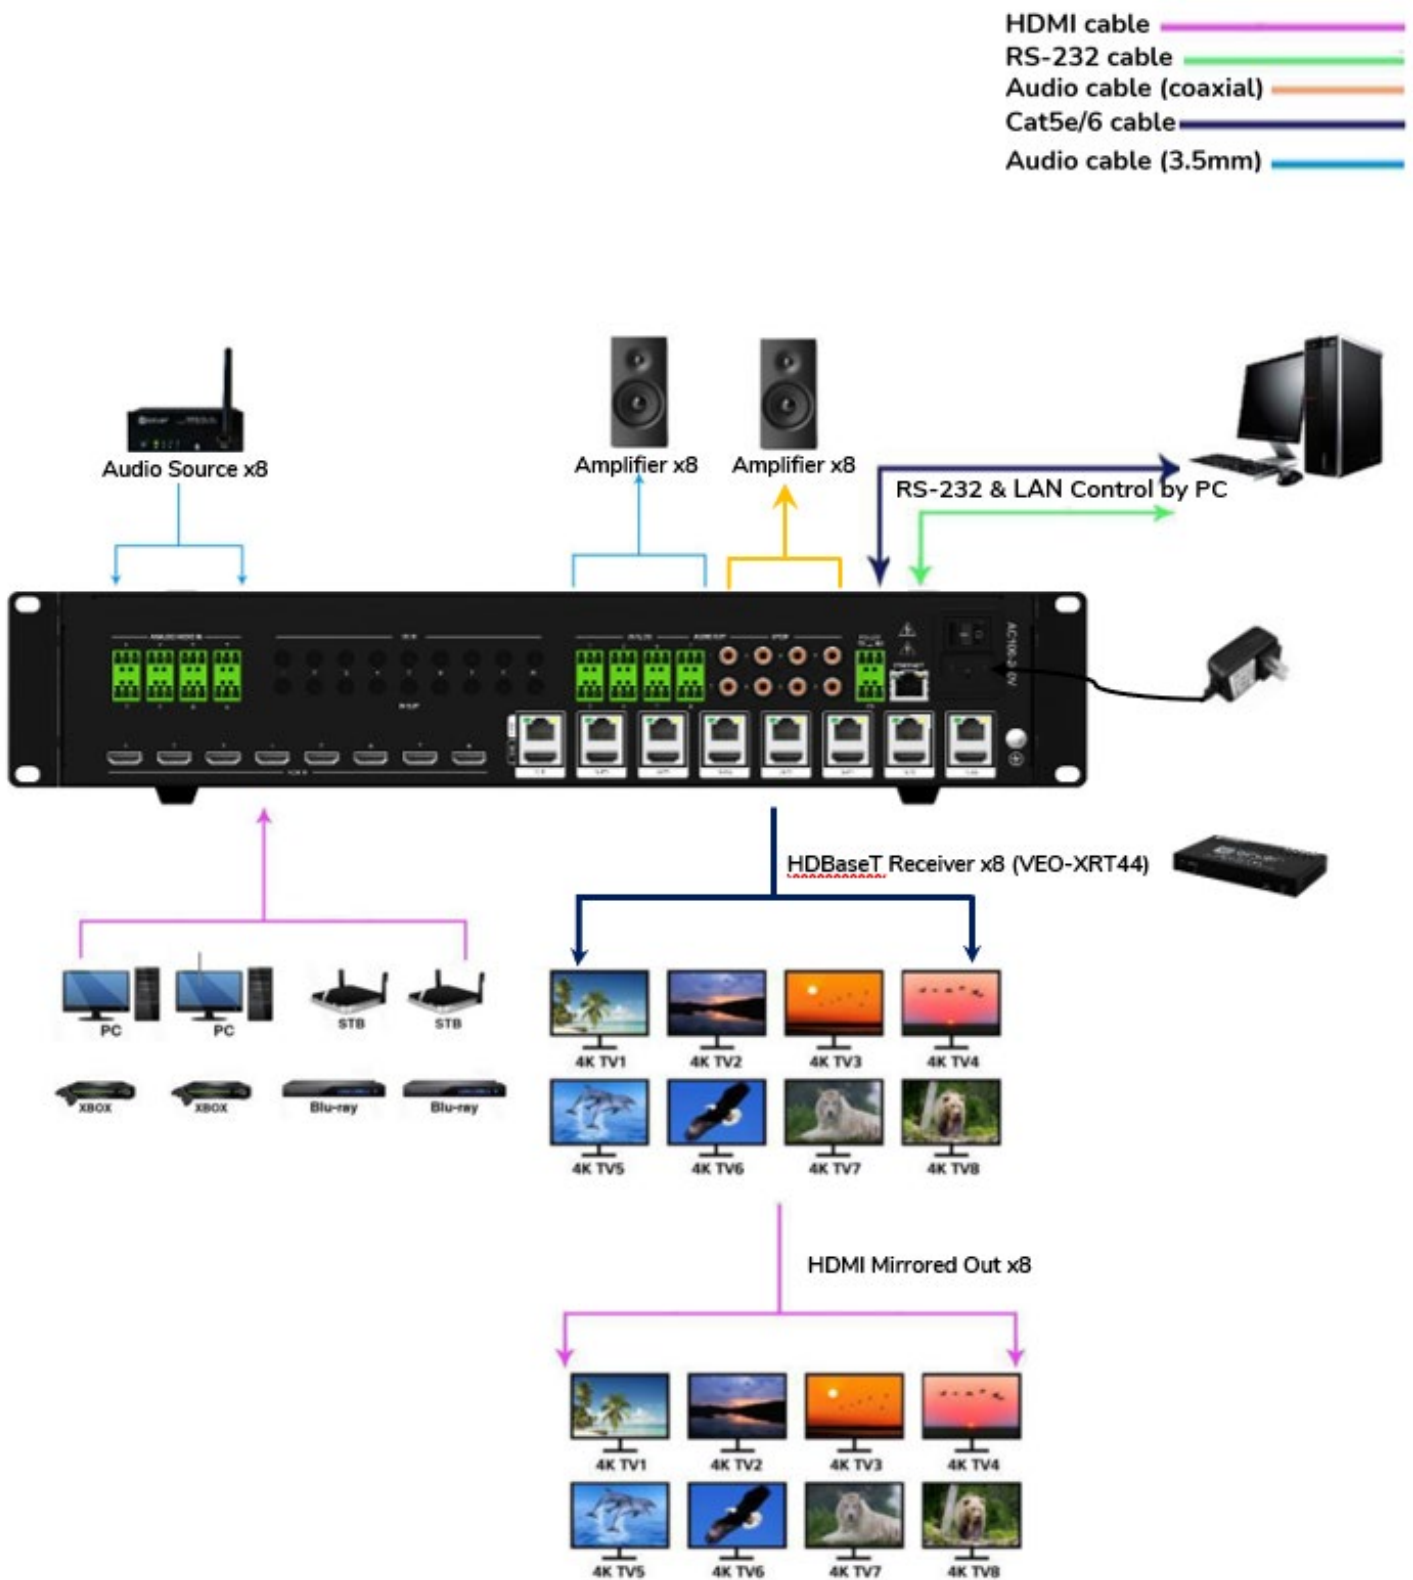 HDMI cable
RS-232 cable
Audio cable (coaxial)
Cat5e/6 cable
Audio cable (3.5mm)
Audio Source x8
Amplifier x8
Amplifier x8
RS-232 & LAN Control by PC
HDBaseT Receiver x8 (VEO-XRT44)
PC
PC
STB
STB
XBOX
XBOX
Blu-ray
Blu-ray
4K TV1
4K TV2
4K TV3
4K TV4
4K TV5
4K TV6
4K TV7
4K TV8
HDMI Mirrored Out x8
4K TV1
4K TV2
4K TV3
4K TV4
4K TV5
4K TV6
4K TV7
4K TV8